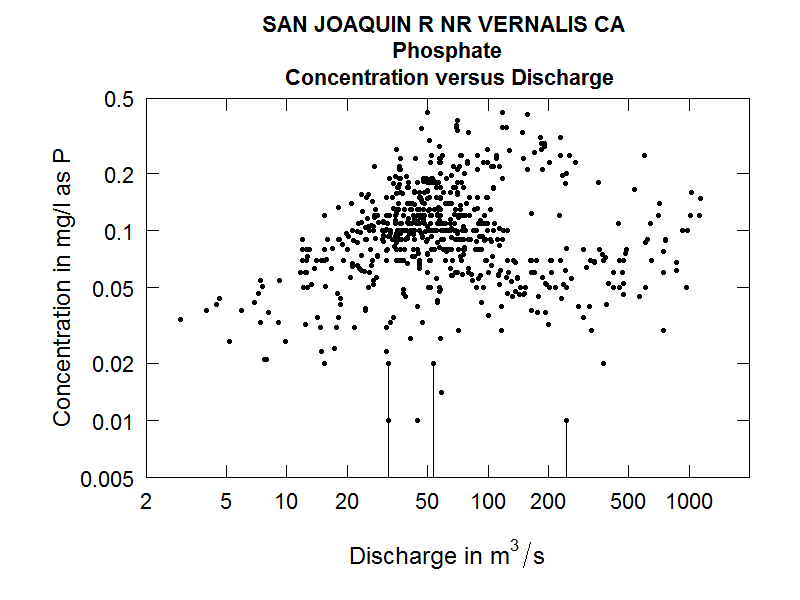 SAN JOAQUIN R NR VERNALIS CA
Phosphate
Concentration versus Discharge
Concentration in mg/l as P
0.5
0.2
0.1
0.05
0.02
0.01
0.005
2 5 10 20 50 100 200 500 1000
Discharge in m³/s